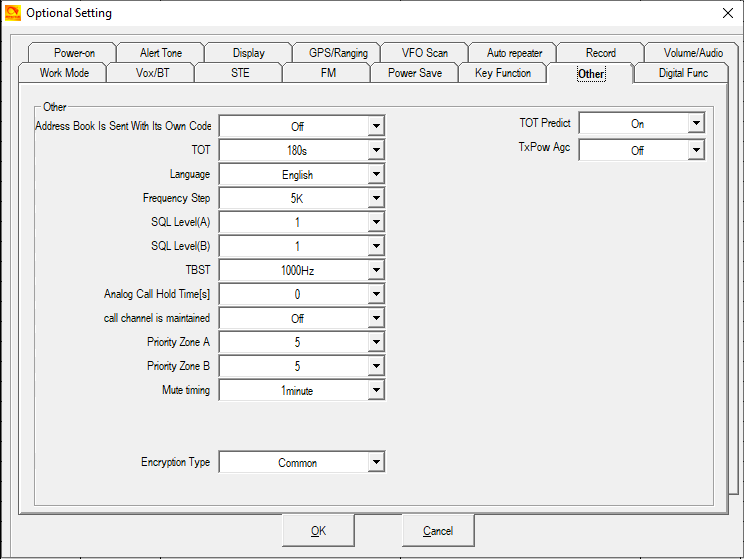 Optional Setting
Power-on Alert Tone Display GPS/Ranging VFO Scan Auto repeater Record Volume/Audio
Work Mode Vox/BT STE FM Power Save Key Function Other Digital Func
Other
Address Book Is Sent With Its Own Code Off TOT Predict On
TOT 180s TxPow Agc Off
Language English
Frequency Step 5K
SQL Level(A) 1
SQL Level(B) 1
TBST 1000Hz
Analog Call Hold Time[s] 0
call channel is maintained Off
Priority Zone A 5
Priority Zone B 5
Mute timing 1minute
Encryption Type Common
OK Cancel